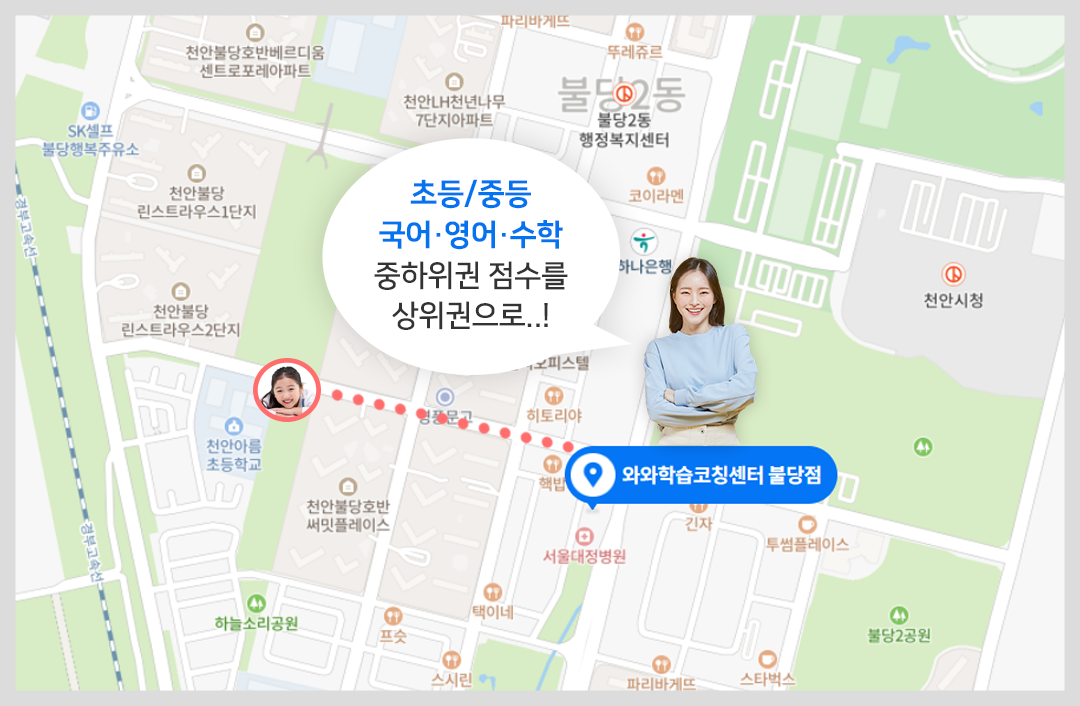 파리바게뜨
천안불당호반베르디움
센트로포레아파트
뚜레쥬르
천안LH천년나무
7단지아파트
불당2동
불당2동
행정복지센터
SK셀프
불당행복주유소
천안불당
린스트라우스1단지
코이라멘
초등/중등
국어·영어·수학
중하위권 점수를
상위권으로..!
하나은행
경부고속선
천안시청
천안불당
린스트라우스2단지
오피스텔
영풍문고
히토리야
천안아름
초등학교
핵밥
와와학습코칭센터 불당점
천안불당호반
써밋플레이스
긴자
투썸플레이스
서울대정병원
경부고속선
하늘소리공원
프슷
택이네
불당2공원
스시린
파리바게뜨
스타벅스